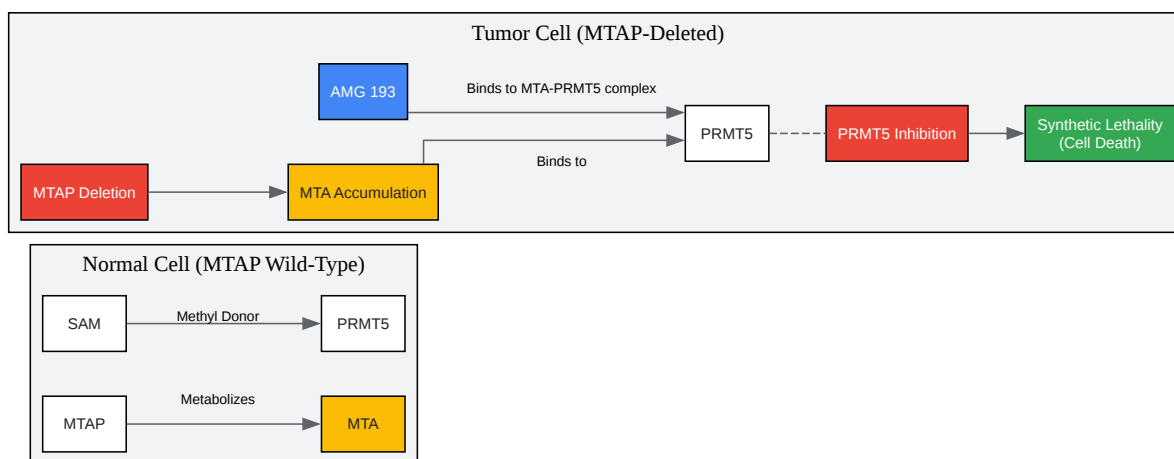 Tumor Cell (MTAP-Deleted)
AMG 193
Binds to MTA-PRMT5 complex
PRMT5
PRMT5 Inhibition
Synthetic Lethality
(Cell Death)
Binds to
MTAP Deletion
MTA Accumulation
Normal Cell (MTAP Wild-Type)
SAM
Methyl Donor
PRMT5
MTAP
Metabolizes
MTA